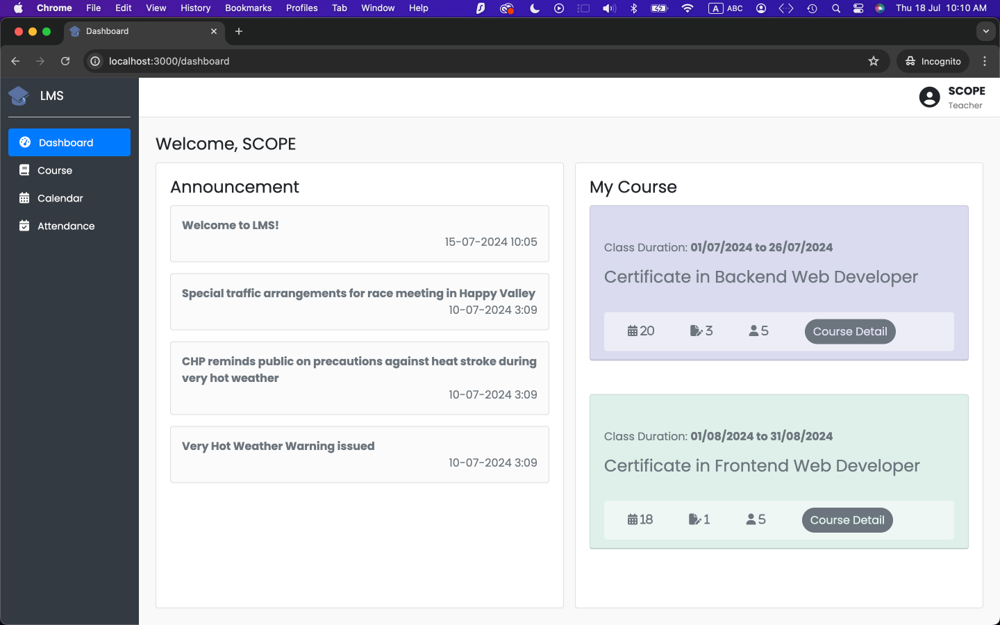 Chrome File Edit View History Bookmarks Profiles Tab Window Help A ABC Thu 18 Jul 10:10 AM
Dashboard
localhost:3000/dashboard
Incognito
LMS
SCOPE
Teacher
Dashboard
Course
Calendar
Attendance
Welcome, SCOPE
Announcement
Welcome to LMS!
15-07-2024 10:05
Special traffic arrangements for race meeting in Happy Valley
10-07-2024 3:09
CHP reminds public on precautions against heat stroke during
very hot weather
10-07-2024 3:09
Very Hot Weather Warning issued
10-07-2024 3:09
My Course
Class Duration: 01/07/2024 to 26/07/2024
Certificate in Backend Web Developer
20 3 5 Course Detail
Class Duration: 01/08/2024 to 31/08/2024
Certificate in Frontend Web Developer
18 1 5 Course Detail